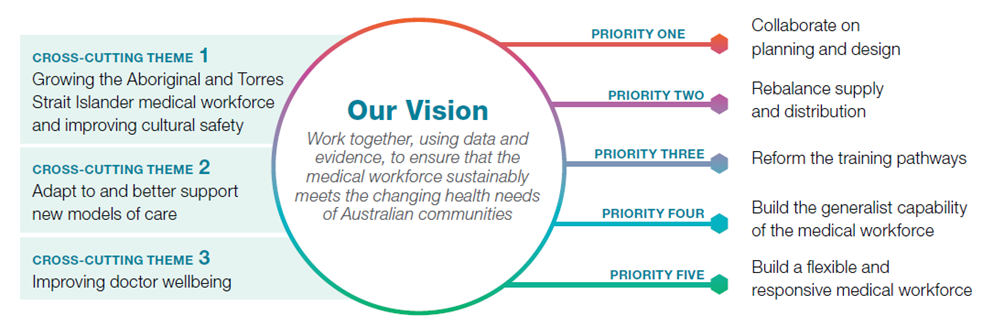 CROSS-CUTTING THEME 1
Growing the Aboriginal and Torres
Strait Islander medical workforce
and improving cultural safety
CROSS-CUTTING THEME 2
Adapt to and better support
new models of care
CROSS-CUTTING THEME 3
Improving doctor wellbeing
Our Vision
Work together, using data and
evidence, to ensure that the
medical workforce sustainably
meets the changing health needs
of Australian communities
PRIORITY ONE
Collaborate on
planning and design
PRIORITY TWO
Rebalance supply
and distribution
PRIORITY THREE
Reform the training pathways
PRIORITY FOUR
Build the generalist capability
of the medical workforce
PRIORITY FIVE
Build a flexible and
responsive medical workforce